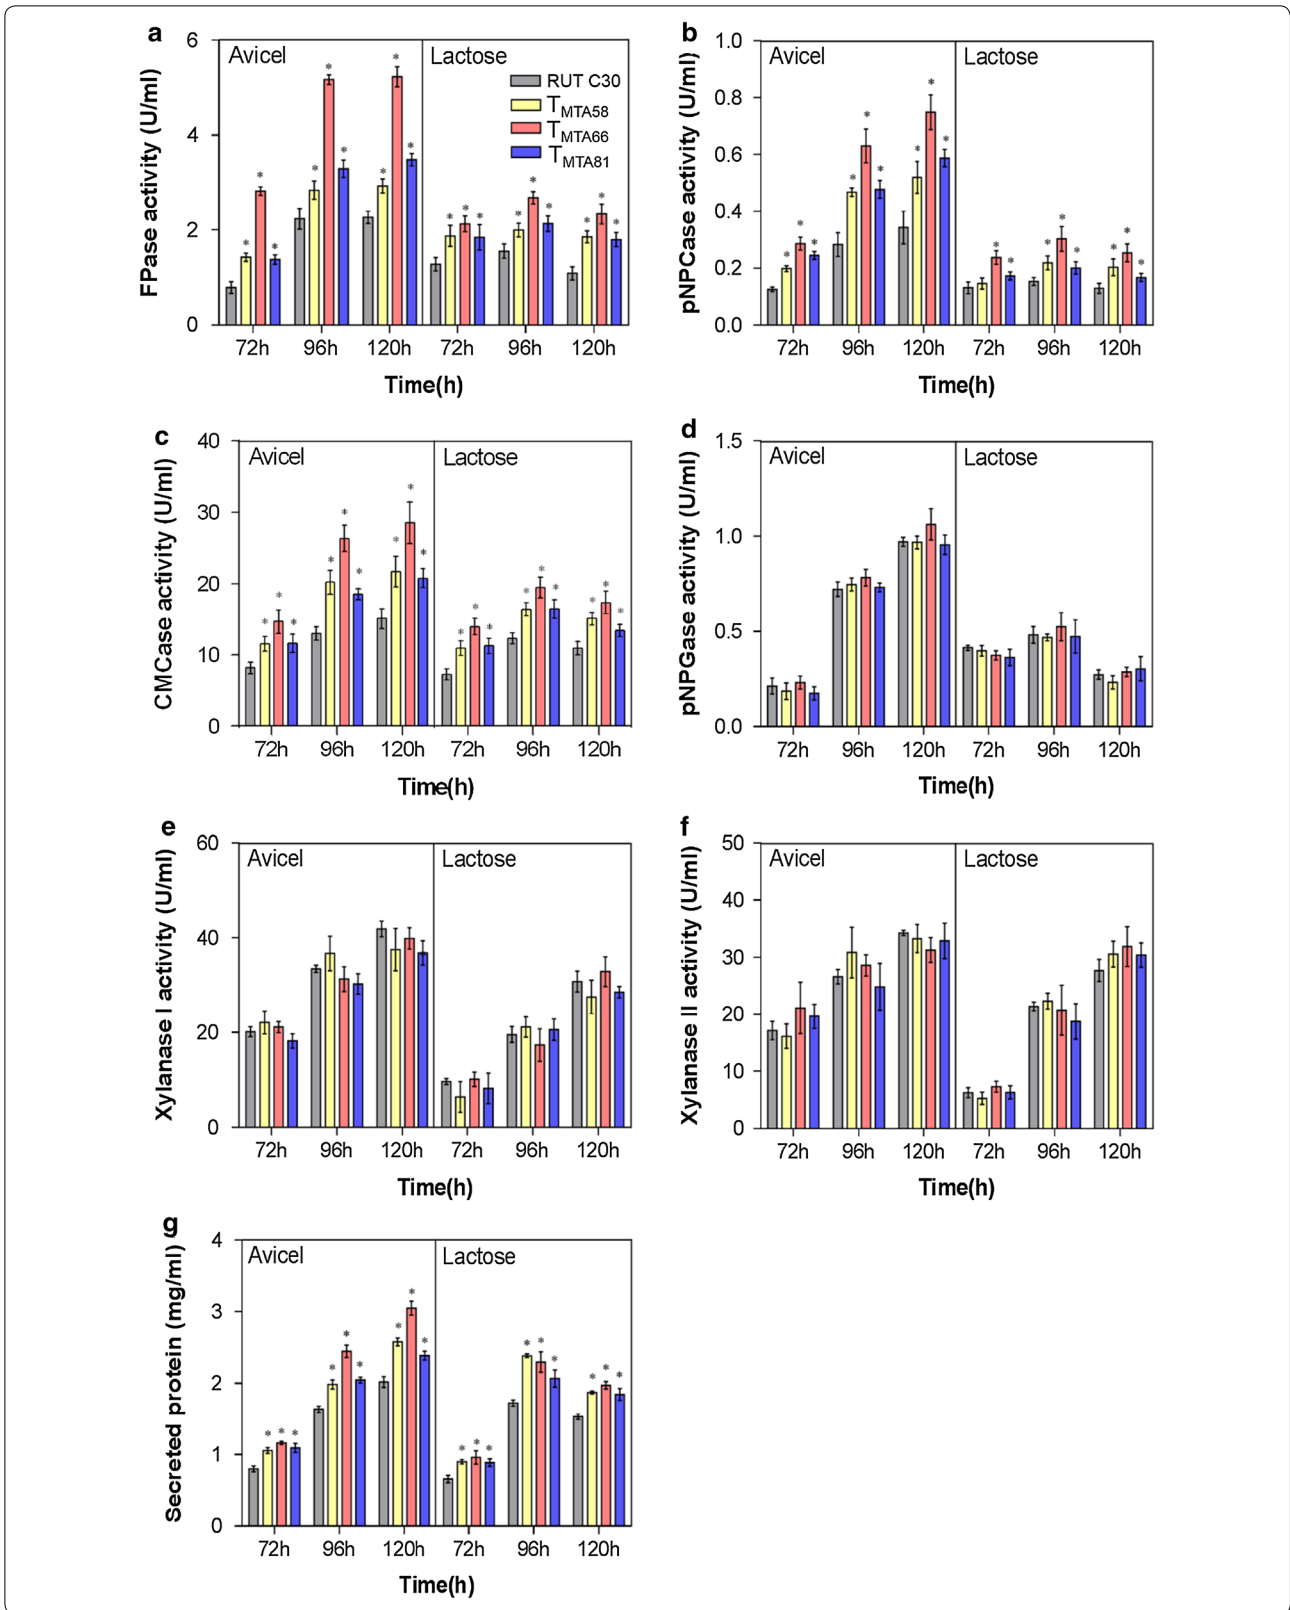 a
6
4
2
0
FPase activity (U/ml)
Avicel
Lactose
RUT C30
TMTA58
TMTA66
TMTA81
* * * * * * * * * * * * * * * * * *
72h 96h 120h 72h 96h 120h
Time(h)
b
1.0
0.8
0.6
0.4
0.2
0.0
pNPCase activity (U/ml)
Avicel
Lactose
* * * * * * * * * * * * * * * * *
72h 96h 120h 72h 96h 120h
Time(h)
c
40
30
20
10
0
CMCase activity (U/ml)
Avicel
Lactose
* * * * * * * * * * * * * * * * * *
72h 96h 120h 72h 96h 120h
Time(h)
d
1.5
1.0
0.5
0.0
pNPGase activity (U/ml)
Avicel
Lactose
72h 96h 120h 72h 96h 120h
Time(h)
e
60
40
20
0
Xylanase I activity (U/ml)
Avicel
Lactose
72h 96h 120h 72h 96h 120h
Time(h)
f
50
40
30
20
10
0
Xylanase II activity (U/ml)
Avicel
Lactose
72h 96h 120h 72h 96h 120h
Time(h)
g
4
3
2
1
0
Secreted protein (mg/ml)
Avicel
Lactose
* * * * * * * * * * * * * * * * * *
72h 96h 120h 72h 96h 120h
Time(h)